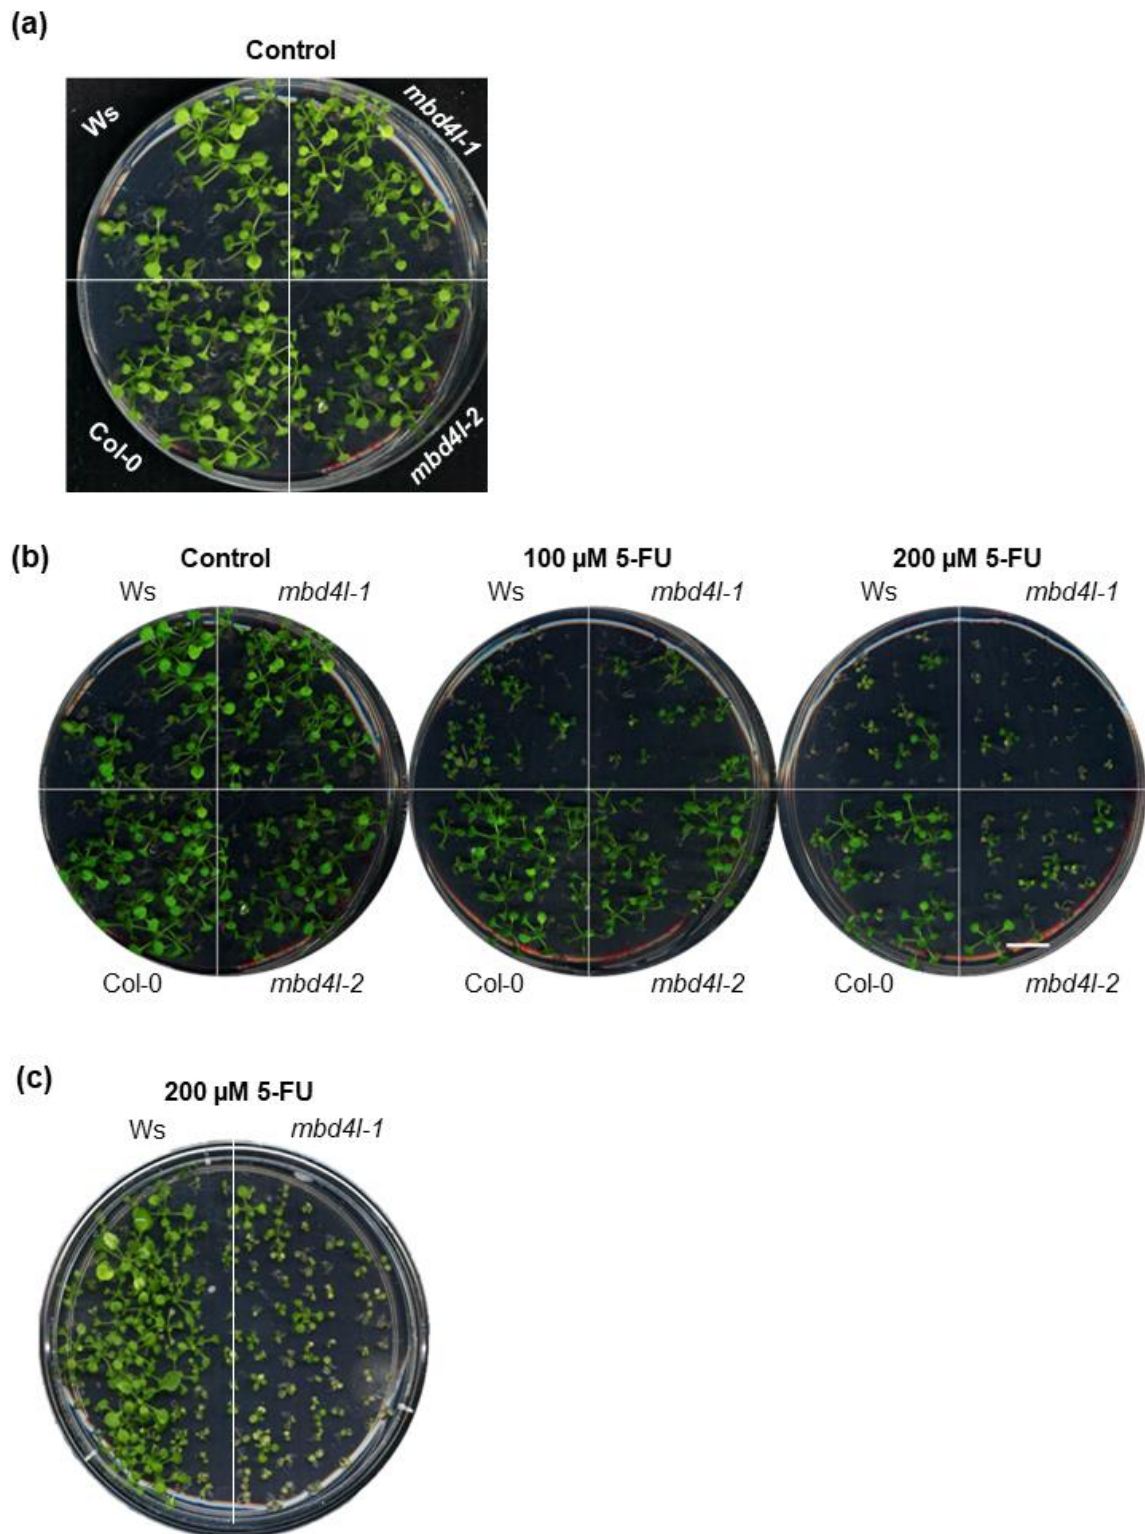 (a)
Control
Ws
mbd4l-1
Col-0
mbd4l-2
(b)
Control 100 µM 5-FU 200 µM 5-FU
Ws mbd4l-1 Ws mbd4l-1 Ws mbd4l-1
Col-0 mbd4l-2 Col-0 mbd4l-2 Col-0 mbd4l-2
(c)
200 µM 5-FU
Ws mbd4l-1